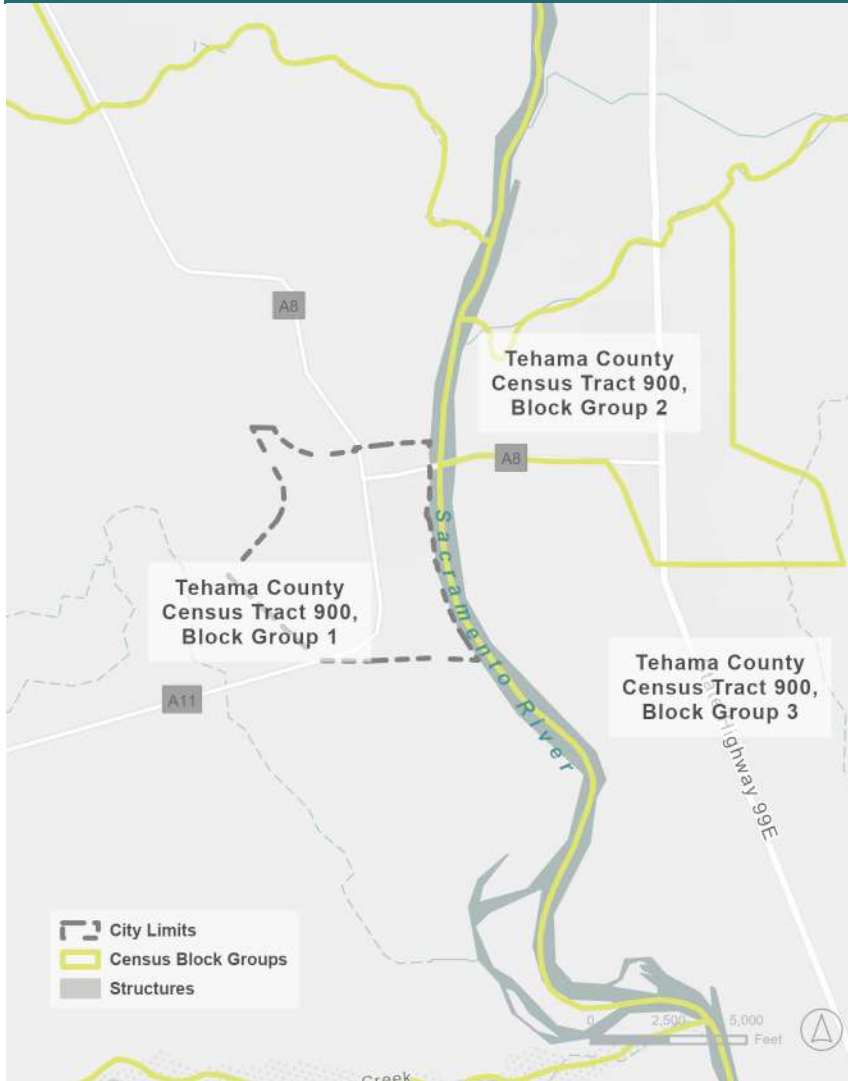 A8
Tehama County
Census Tract 900,
Block Group 2
A8
Sacramento River
Tehama County
Census Tract 900,
Block Group 1
Tehama County
Census Tract 900,
Block Group 3
A11
State Highway 99E
City Limits
Census Block Groups
Structures
0 2,500 5,000
Feet
Creek